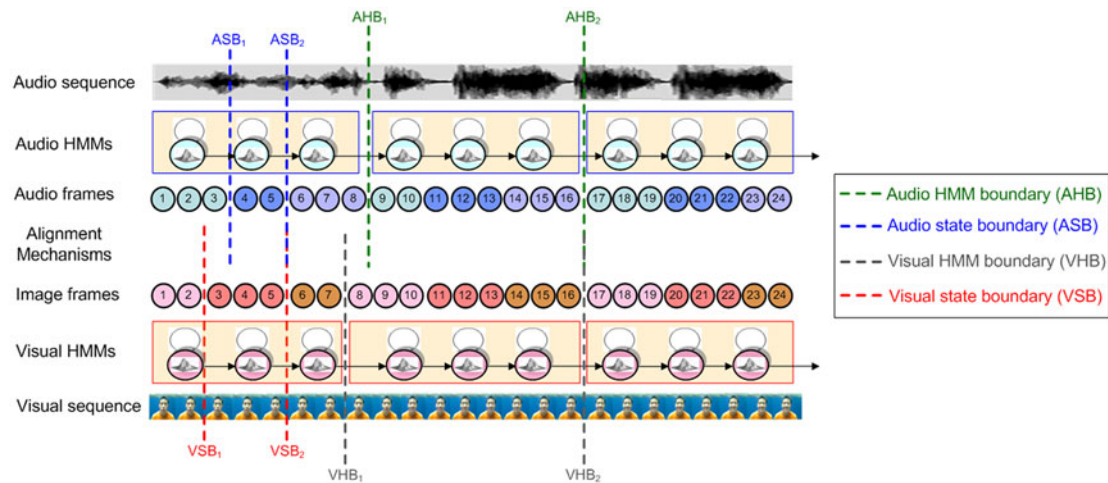 AHB₁ AHB₂
ASB₁ ASB₂
Audio sequence
Audio HMMs
Audio frames 1 2 3 4 5 6 7 8 9 10 11 12 13 14 15 16 17 18 19 20 21 22 23 24
Alignment
Mechanisms
Image frames 1 2 3 4 5 6 7 8 9 10 11 12 13 14 15 16 17 18 19 20 21 22 23 24
Visual HMMs
Visual sequence
VSB₁ VSB₂
VHB₁ VHB₂
Audio HMM boundary (AHB)
Audio state boundary (ASB)
Visual HMM boundary (VHB)
Visual state boundary (VSB)